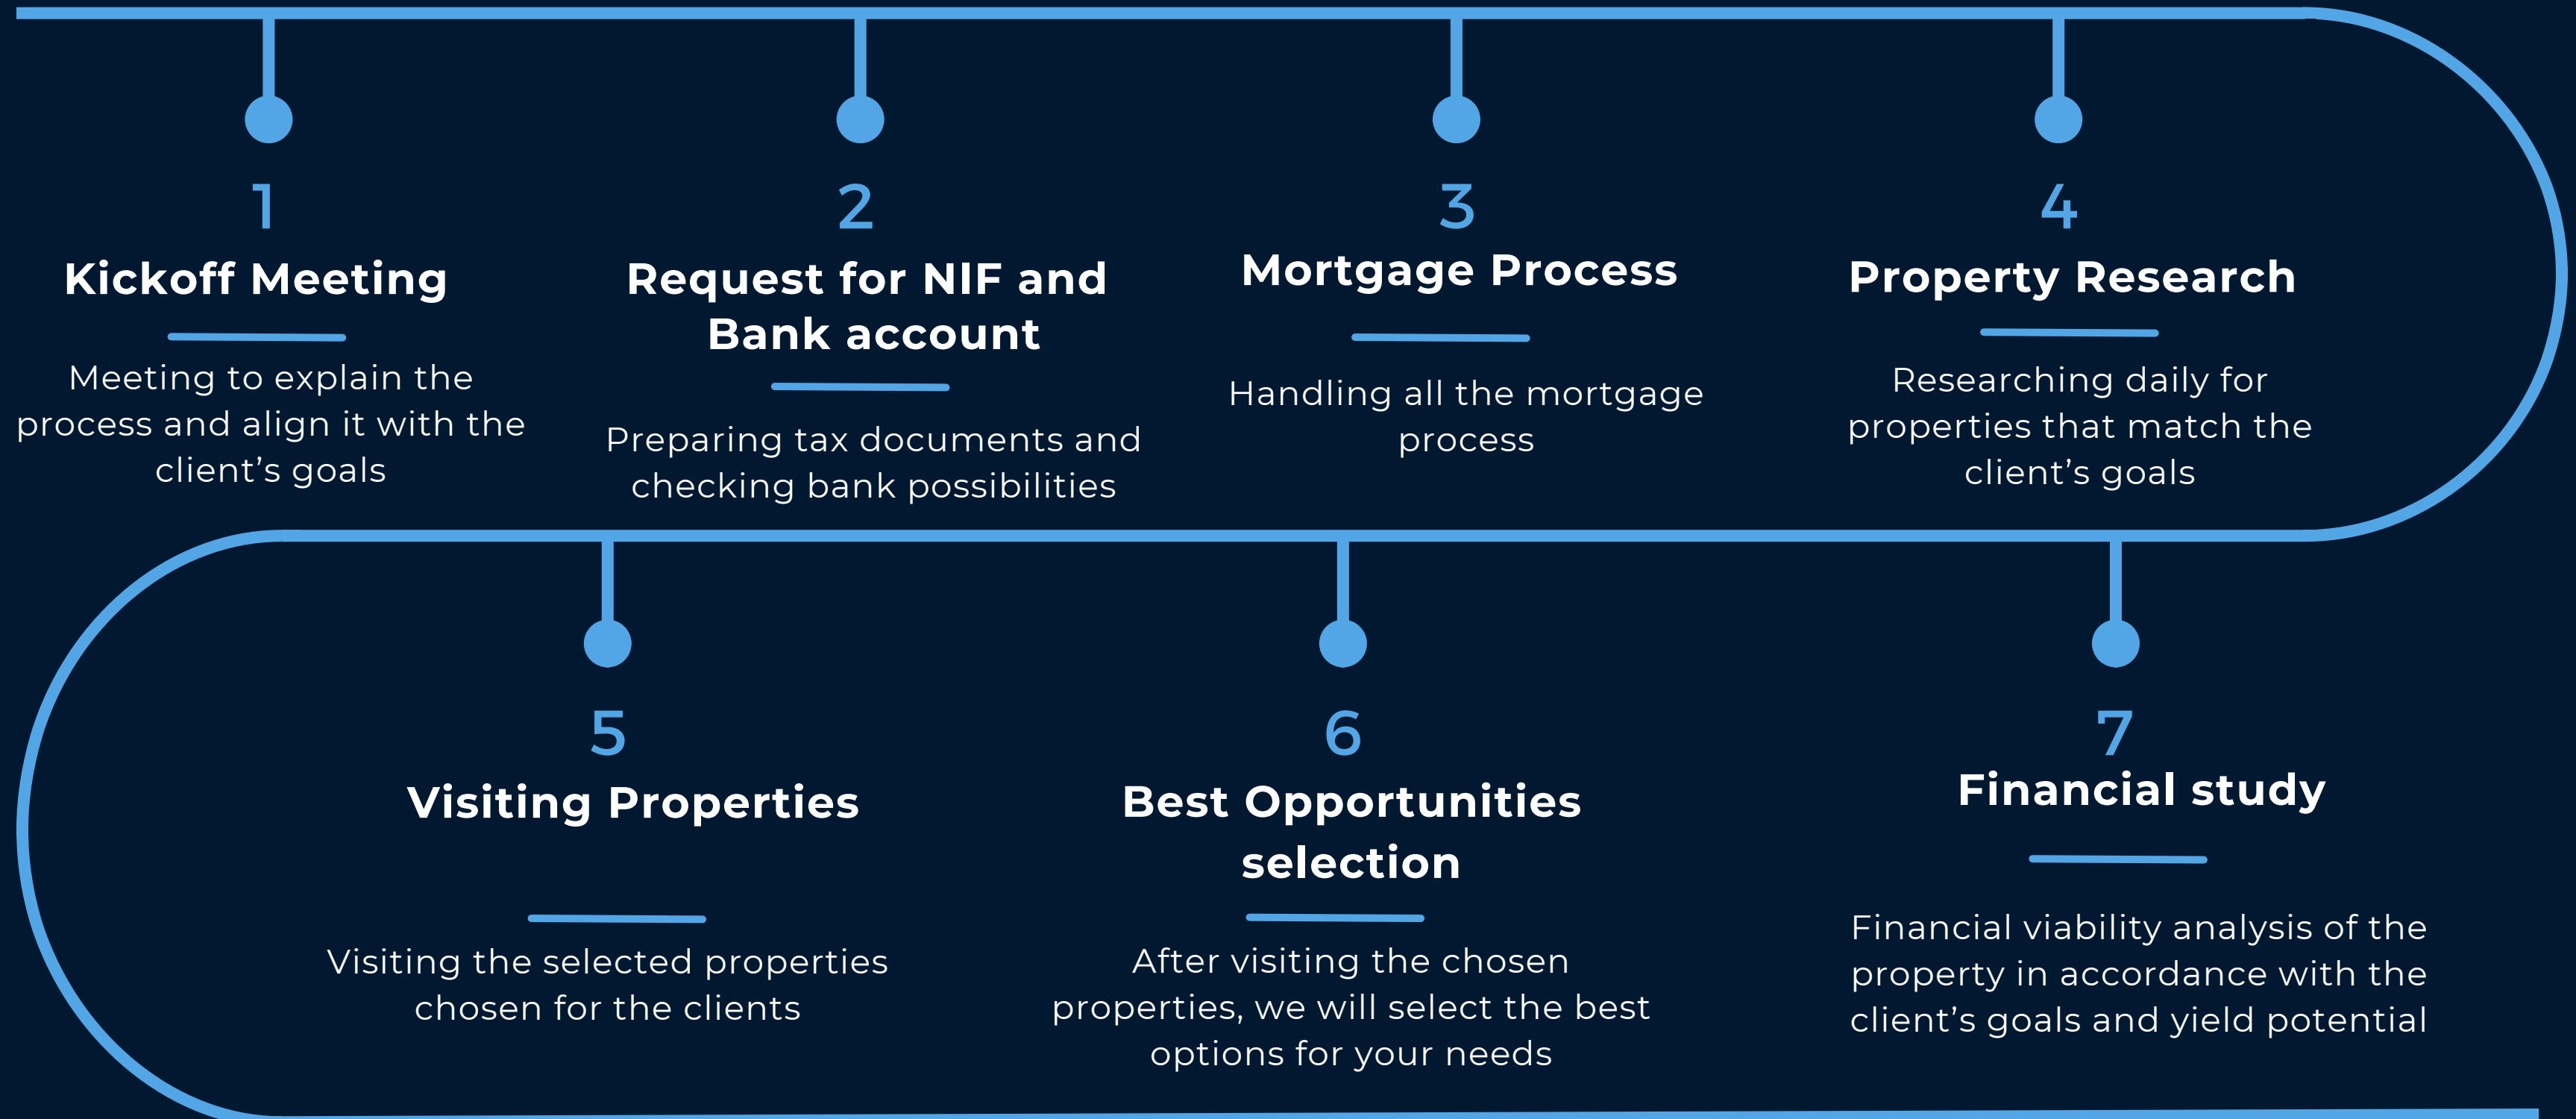 1
Kickoff Meeting
Meeting to explain the
process and align it with the
client’s goals
2
Request for NIF and
Bank account
Preparing tax documents and
checking bank possibilities
3
Mortgage Process
Handling all the mortgage
process
4
Property Research
Researching daily for
properties that match the
client’s goals
5
Visiting Properties
Visiting the selected properties
chosen for the clients
6
Best Opportunities
selection
After visiting the chosen
properties, we will select the best
options for your needs
7
Financial study
Financial viability analysis of the
property in accordance with the
client’s goals and yield potential